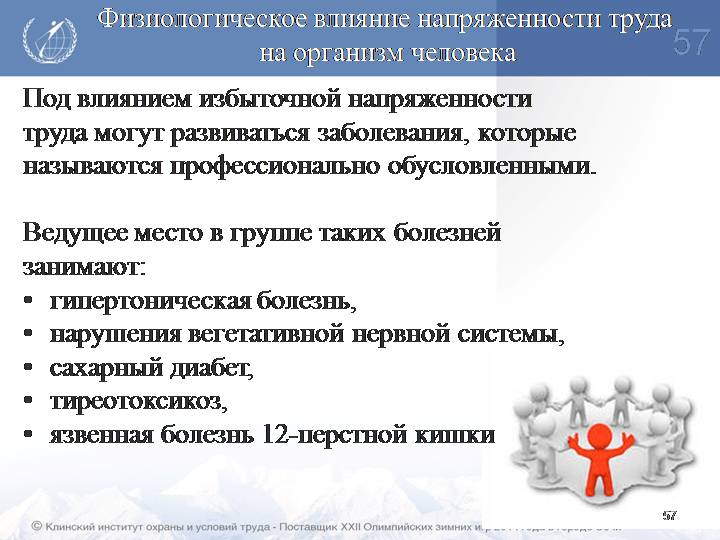 Физиологическое влияние напряженности труда
на организм человека
57
Под влиянием избыточной напряженности
труда могут развиваться заболевания, которые
называются профессионально обусловленными.
Ведущее место в группе таких болезней
занимают:
• гипертоническая болезнь,
• нарушения вегетативной нервной системы,
• сахарный диабет,
• тиреотоксикоз,
• язвенная болезнь 12-перстной кишки
57
© Клинский институт охраны и условий труда - Поставщик XXII Олимпийских зимних